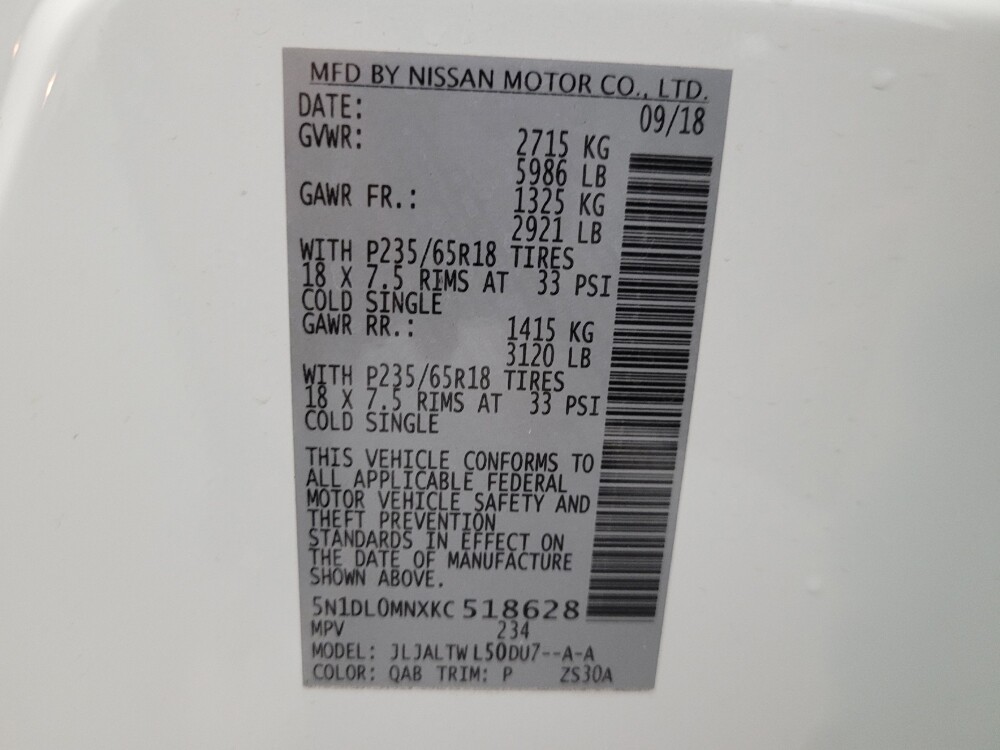 MFD BY NISSAN MOTOR CO., LTD.
DATE: 09/18
GVWR: 2715 KG
5986 LB
GAWR FR.: 1325 KG
2921 LB
WITH P235/65R18 TIRES
18 X 7.5 RIMS AT 33 PSI
COLD SINGLE
GAWR RR.: 1415 KG
3120 LB
WITH P235/65R18 TIRES
18 X 7.5 RIMS AT 33 PSI
COLD SINGLE
THIS VEHICLE CONFORMS TO
ALL APPLICABLE FEDERAL
MOTOR VEHICLE SAFETY AND
THEFT PREVENTION
STANDARDS IN EFFECT ON
THE DATE OF MANUFACTURE
SHOWN ABOVE.
5N1DL0MNXKC 518628
MPV 234
MODEL: JLJALTWL50DU7--A-A
COLOR: QAB TRIM: P ZS30A